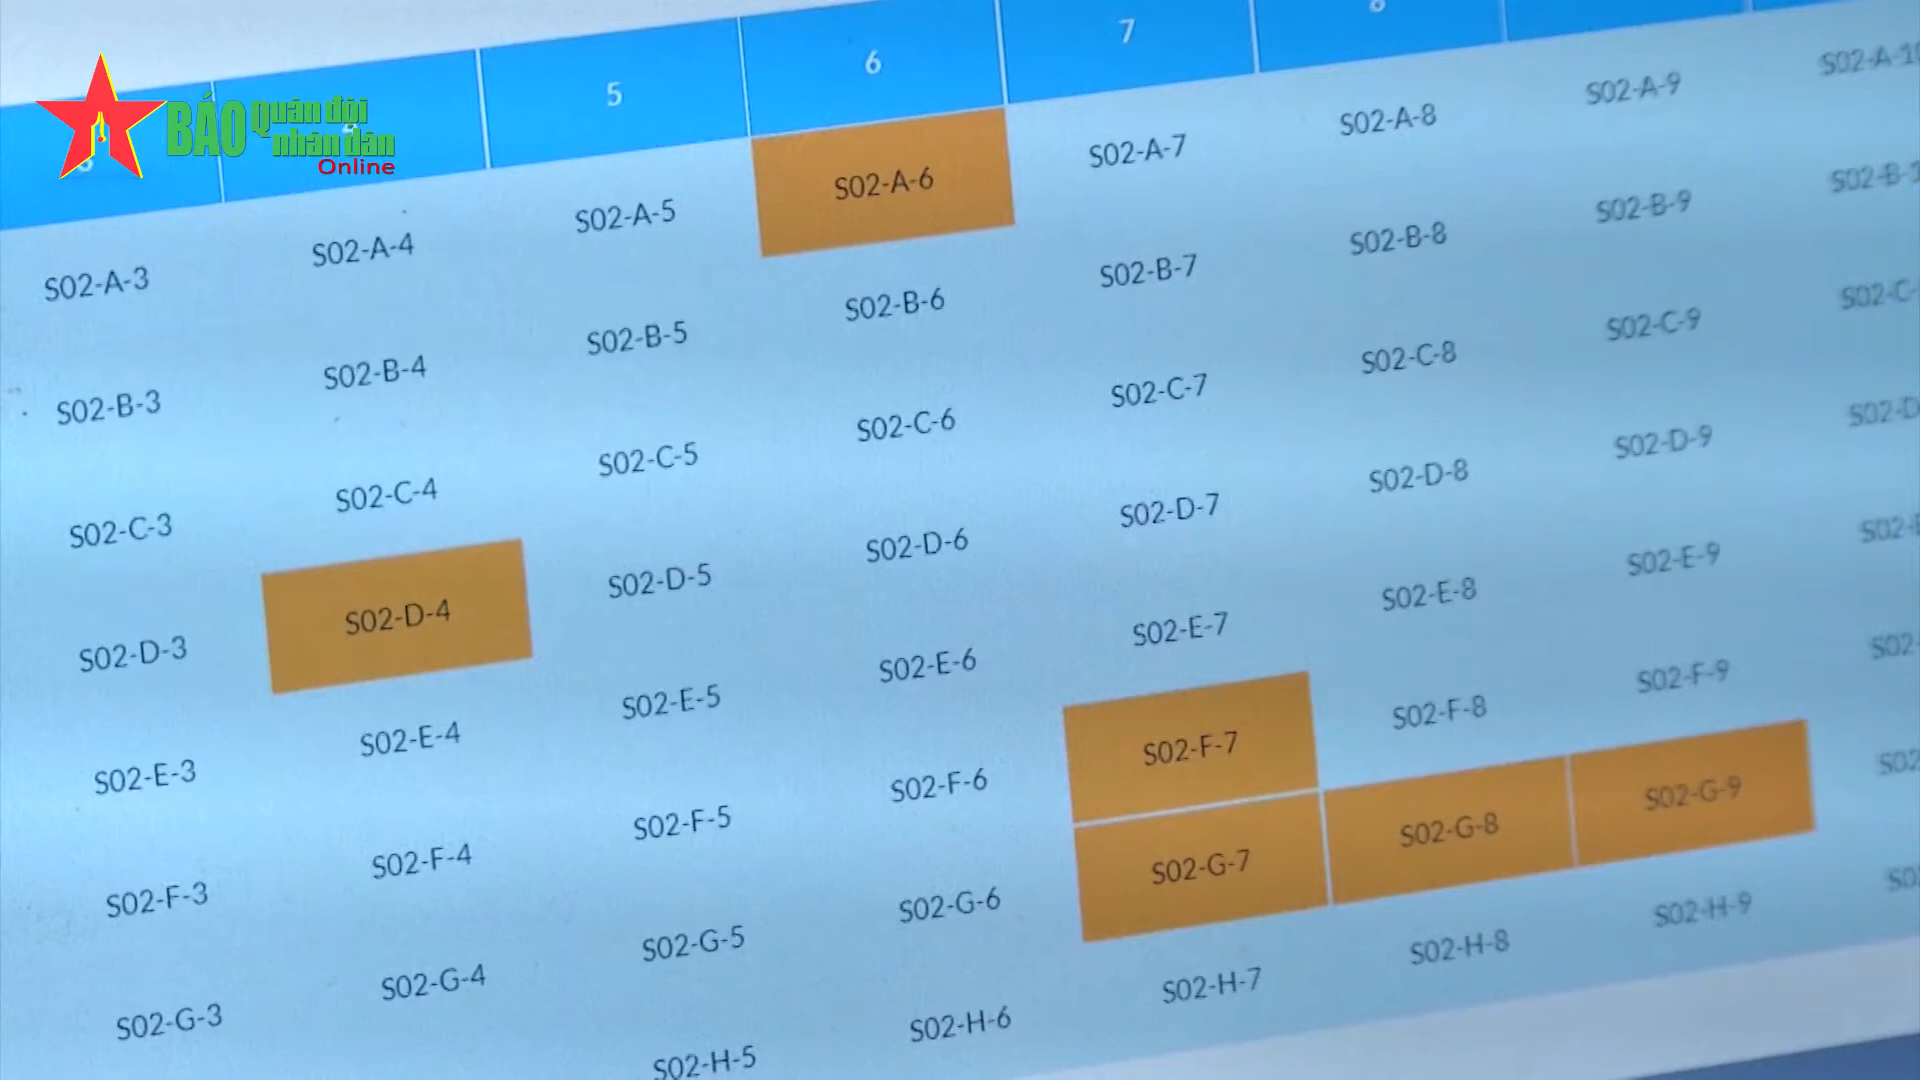 BÁO Quân đội
nhân dân
Online
5 6 7
S02-A-3 S02-A-4 S02-A-5 S02-A-6 S02-A-7 S02-A-8 S02-A-9
S02-B-3 S02-B-4 S02-B-5 S02-B-6 S02-B-7 S02-B-8 S02-B-9
S02-C-3 S02-C-4 S02-C-5 S02-C-6 S02-C-7 S02-C-8 S02-C-9
S02-D-3 S02-D-4 S02-D-5 S02-D-6 S02-D-7 S02-D-8 S02-D-9
S02-E-3 S02-E-4 S02-E-5 S02-E-6 S02-E-7 S02-E-8 S02-E-9
S02-F-3 S02-F-4 S02-F-5 S02-F-6 S02-F-7 S02-F-8 S02-F-9
S02-G-3 S02-G-4 S02-G-5 S02-G-6 S02-G-7 S02-G-8 S02-G-9
S02-H-5 S02-H-6 S02-H-7 S02-H-8 S02-H-9